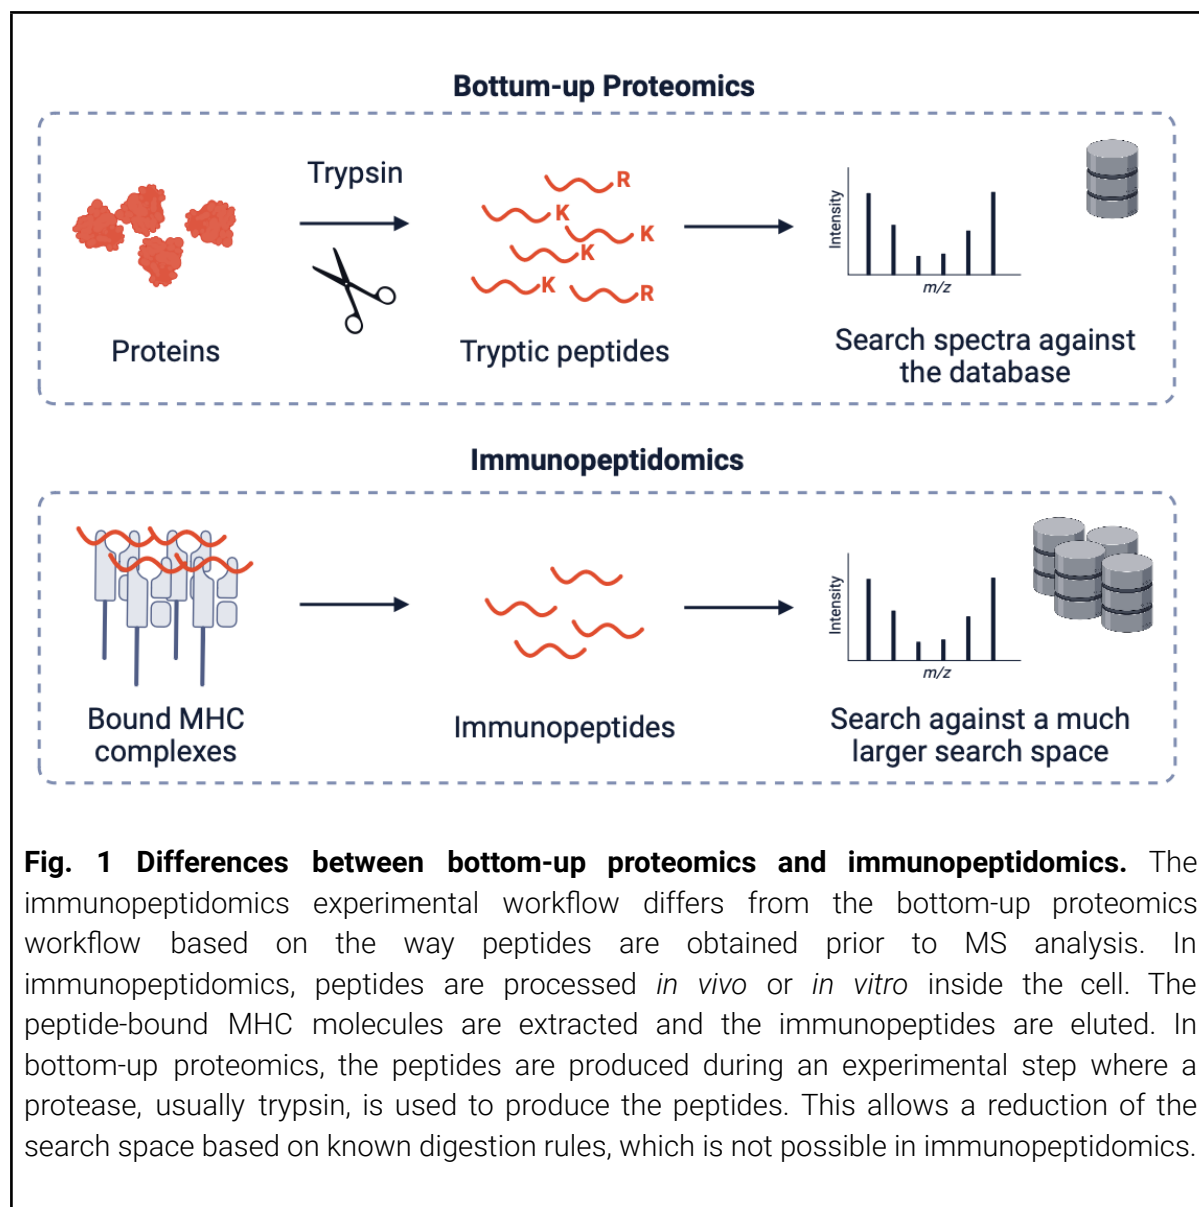 Bottum-up Proteomics
Trypsin
R
K
K
K
K
R
Intensity
m/z
Proteins
Tryptic peptides
Search spectra against
the database
Immunopeptidomics
Intensity
m/z
Bound MHC
complexes
Immunopeptides
Search against a much
larger search space
Fig. 1 Differences between bottom-up proteomics and immunopeptidomics. The
immunopeptidomics experimental workflow differs from the bottom-up proteomics
workflow based on the way peptides are obtained prior to MS analysis. In
immunopeptidomics, peptides are processed in vivo or in vitro inside the cell. The
peptide-bound MHC molecules are extracted and the immunopeptides are eluted. In
bottom-up proteomics, the peptides are produced during an experimental step where a
protease, usually trypsin, is used to produce the peptides. This allows a reduction of the
search space based on known digestion rules, which is not possible in immunopeptidomics.